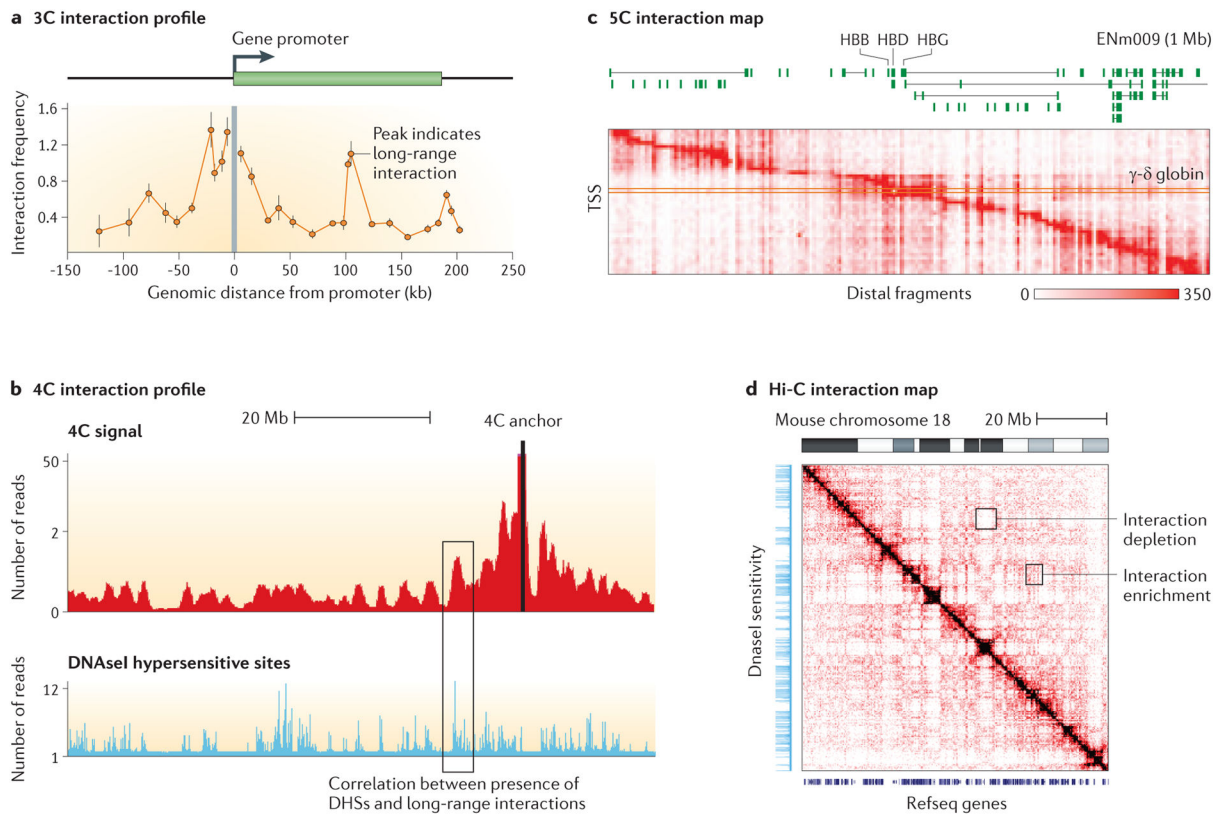 a 3C interaction profile
Gene promoter
Interaction frequency
1.6
1.2
0.8
0.4
Peak indicates
long-range
interaction
-150 -100 -50 0 50 100 150 200 250
Genomic distance from promoter (kb)
c 5C interaction map
HBB HBD HBG
ENm009 (1 Mb)
TSS
γ-δ globin
Distal fragments
0 350
b 4C interaction profile
20 Mb
4C signal
4C anchor
Number of reads
50
2
0
DNAseI hypersensitive sites
Number of reads
12
1
Correlation between presence of
DHSs and long-range interactions
d Hi-C interaction map
Mouse chromosome 18 20 Mb
DnaseI sensitivity
Interaction
depletion
Interaction
enrichment
Refseq genes